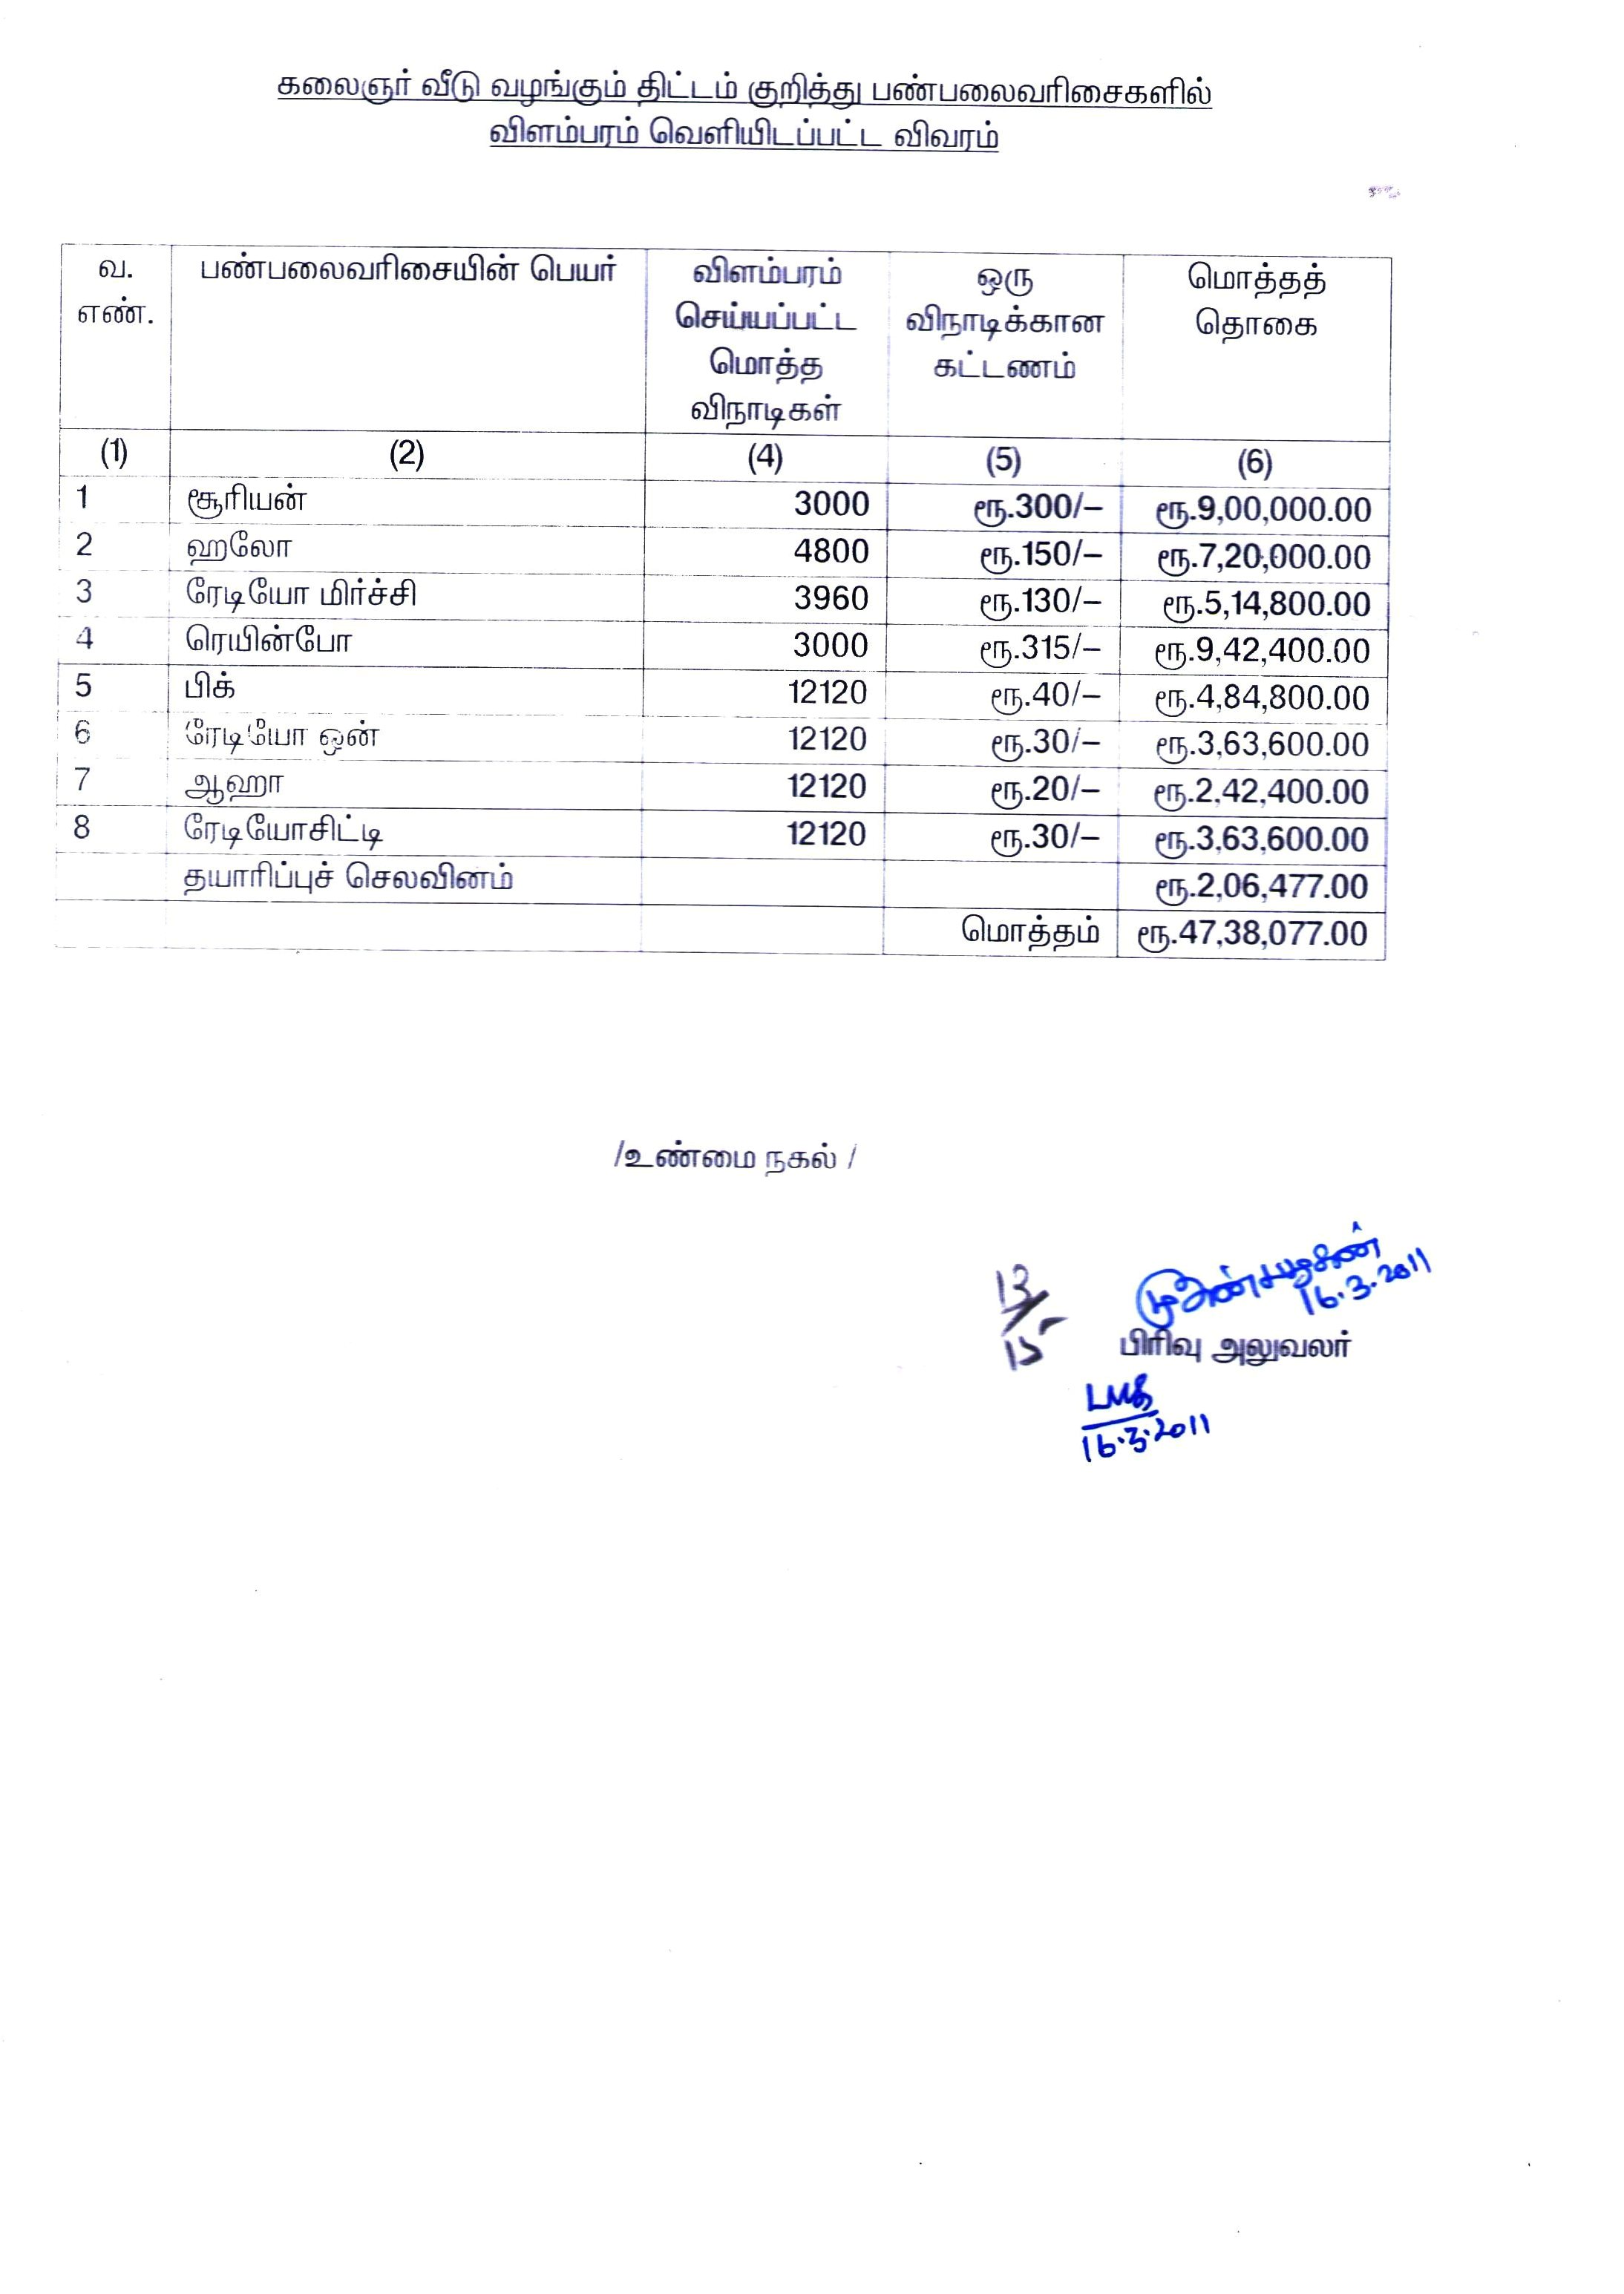 கலைஞர் வீடு வழங்கும் திட்டம் குறித்து பண்பலைவரிசைகளில்
விளம்பரம் வெளியிடப்பட்ட விவரம்
வ. எண். பண்பலைவரிசையின் பெயர் விளம்பரம் செய்யப்பட்ட மொத்த விநாடிகள் ஒரு விநாடிக்கான கட்டணம் மொத்தத் தொகை
(1) (2) (4) (5) (6)
1 சூரியன் 3000 ரூ.300/– ரூ.9,00,000.00
2 ஹலோ 4800 ரூ.150/– ரூ.7,20,000.00
3 ரேடியோ மிர்ச்சி 3960 ரூ.130/– ரூ.5,14,800.00
4 ரெயின்போ 3000 ரூ.315/– ரூ.9,42,400.00
5 பிக் 12120 ரூ.40/– ரூ.4,84,800.00
6 ரேடியோ ஒன் 12120 ரூ.30/– ரூ.3,63,600.00
7 ஆஹா 12120 ரூ.20/– ரூ.2,42,400.00
8 ரேடியோசிட்டி 12120 ரூ.30/– ரூ.3,63,600.00
தயாரிப்புச் செலவினம் ரூ.2,06,477.00
மொத்தம் ரூ.47,38,077.00
/உண்மை நகல் /
16.3.2011
13/15
பிரிவு அலுவலர்
16.3.2011